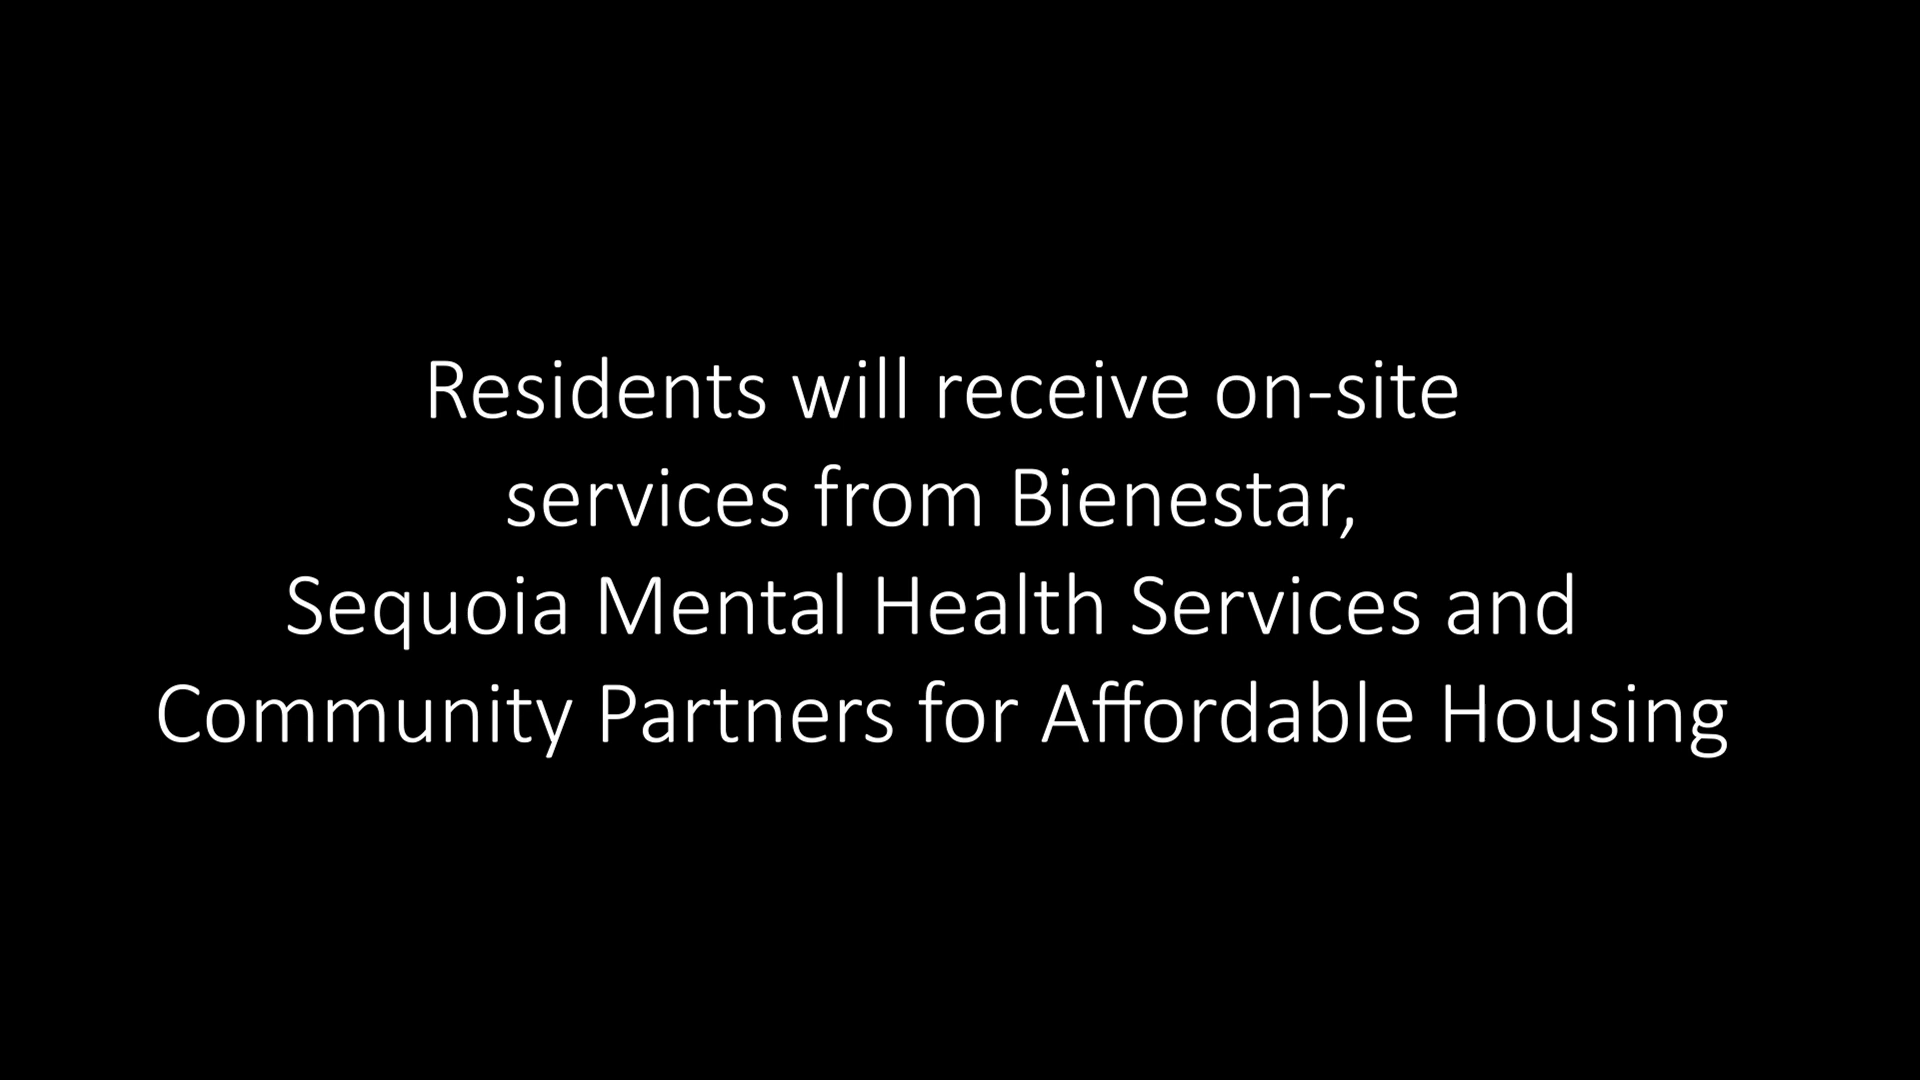 Residents will receive on-site
services from Bienestar,
Sequoia Mental Health Services and
Community Partners for Affordable Housing